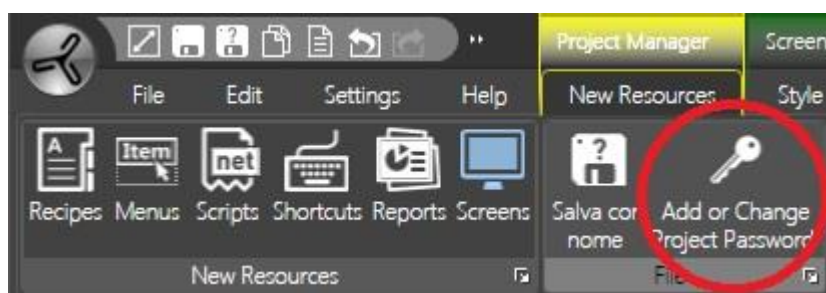 Project Manager
Screen
File Edit Settings Help New Resources Style
A Item net ?
Recipes Menus Scripts Shortcuts Reports Screens Salva con nome Add or Change Project Password
New Resources File